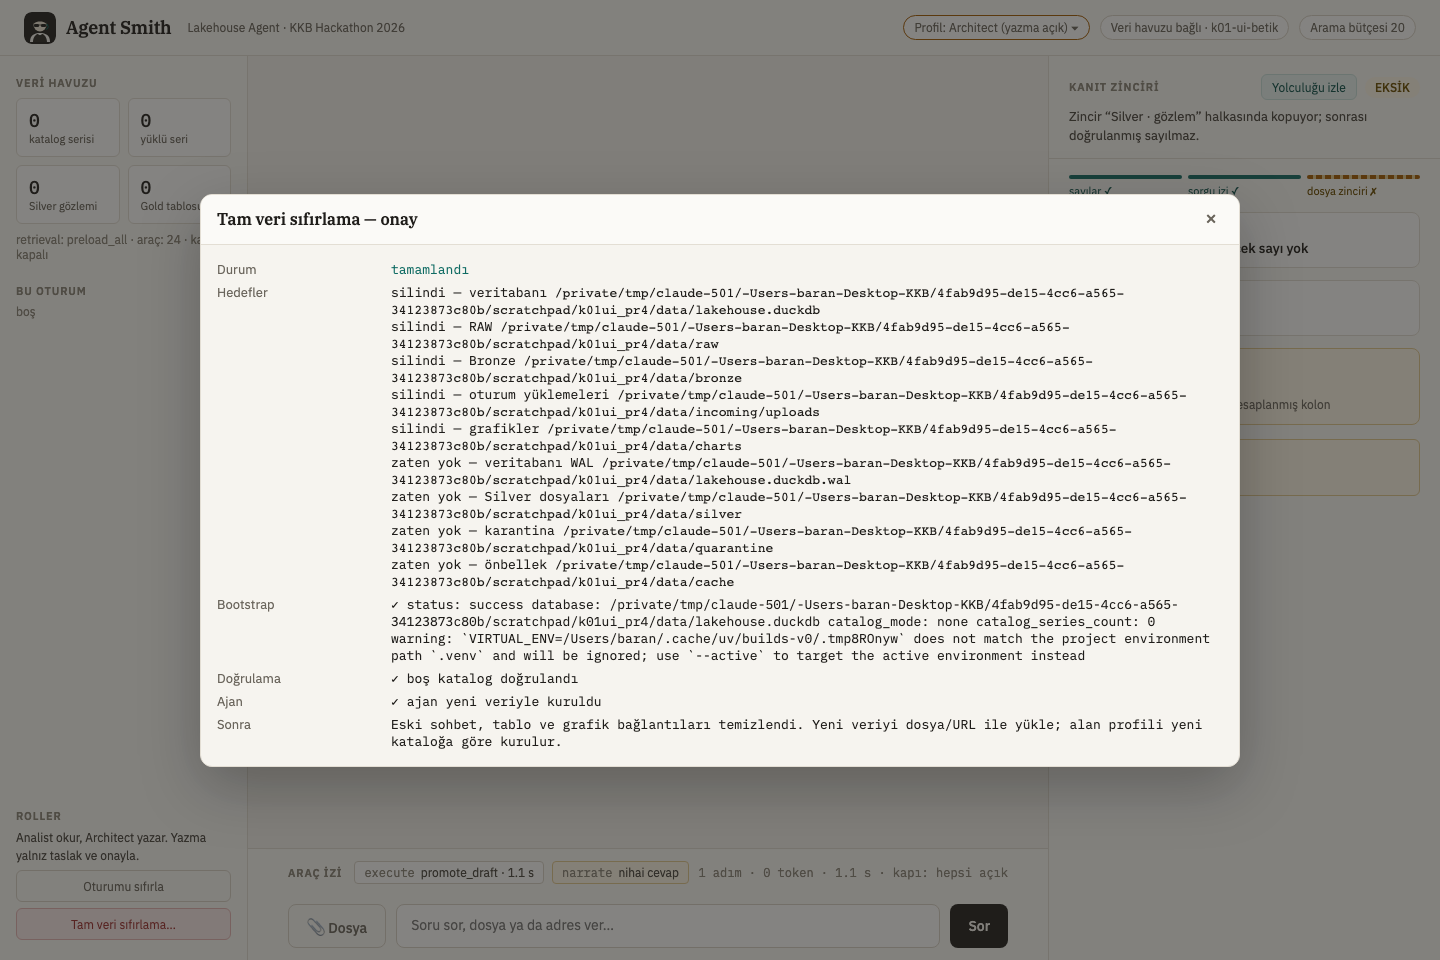 Agent Smith
Lakehouse Agent · KKB Hackathon 2026
Profil: Architect (yazma açık)
Veri havuzu bağlı · k01-ui-betik
Arama bütçesi 20
VERİ HAVUZU
0
katalog serisi
0
yüklü seri
0
Silver gözlemi
0
Gold tablosu
retrieval: preload_all · araç: 24 ·
kapalı
BU OTURUM
boş
ROLLER
Analist okur, Architect yazar. Yazma
yalnız taslak ve onayla.
Oturumu sıfırla
Tam veri sıfırlama…
Tam veri sıfırlama — onay
×
Durum
tamamlandı
Hedefler
silindi — veritabanı /private/tmp/claude-501/-Users-baran-Desktop-KKB/4fab9d95-de15-4cc6-a565-
34123873c80b/scratchpad/k01ui_pr4/data/lakehouse.duckdb
silindi — RAW /private/tmp/claude-501/-Users-baran-Desktop-KKB/4fab9d95-de15-4cc6-a565-
34123873c80b/scratchpad/k01ui_pr4/data/raw
silindi — Bronze /private/tmp/claude-501/-Users-baran-Desktop-KKB/4fab9d95-de15-4cc6-a565-
34123873c80b/scratchpad/k01ui_pr4/data/bronze
silindi — oturum yüklemeleri /private/tmp/claude-501/-Users-baran-Desktop-KKB/4fab9d95-de15-4cc6-a565-
34123873c80b/scratchpad/k01ui_pr4/data/incoming/uploads
silindi — grafikler /private/tmp/claude-501/-Users-baran-Desktop-KKB/4fab9d95-de15-4cc6-a565-
34123873c80b/scratchpad/k01ui_pr4/data/charts
zaten yok — veritabanı WAL /private/tmp/claude-501/-Users-baran-Desktop-KKB/4fab9d95-de15-4cc6-a565-
34123873c80b/scratchpad/k01ui_pr4/data/lakehouse.duckdb.wal
zaten yok — Silver dosyaları /private/tmp/claude-501/-Users-baran-Desktop-KKB/4fab9d95-de15-4cc6-a565-
34123873c80b/scratchpad/k01ui_pr4/data/silver
zaten yok — karantina /private/tmp/claude-501/-Users-baran-Desktop-KKB/4fab9d95-de15-4cc6-a565-
34123873c80b/scratchpad/k01ui_pr4/data/quarantine
zaten yok — önbellek /private/tmp/claude-501/-Users-baran-Desktop-KKB/4fab9d95-de15-4cc6-a565-
34123873c80b/scratchpad/k01ui_pr4/data/cache
Bootstrap
✓ status: success database: /private/tmp/claude-501/-Users-baran-Desktop-KKB/4fab9d95-de15-4cc6-a565-
34123873c80b/scratchpad/k01ui_pr4/data/lakehouse.duckdb catalog_mode: none catalog_series_count: 0
warning: `VIRTUAL_ENV=/Users/baran/.cache/uv/builds-v0/.tmp8ROnyw` does not match the project environment
path `.venv` and will be ignored; use `--active` to target the active environment instead
Doğrulama
✓ boş katalog doğrulandı
Ajan
✓ ajan yeni veriyle kuruldu
Sonra
Eski sohbet, tablo ve grafik bağlantıları temizlendi. Yeni veriyi dosya/URL ile yükle; alan profili yeni
kataloğa göre kurulur.
ARAÇ İZİ
execute promote_draft · 1.1 s
narrate nihai cevap
1 adım · 0 token · 1.1 s · kapı: hepsi açık
Dosya
Soru sor, dosya ya da adres ver…
Sor
KANIT ZİNCİRİ
Yolculuğu izle
EKSİK
Zincir “Silver · gözlem” halkasında kopuyor; sonrası
doğrulanmış sayılmaz.
sayılar ✓
sorgu izi ✓
dosya zinciri ✗
ek sayı yok
esaplanmış kolon